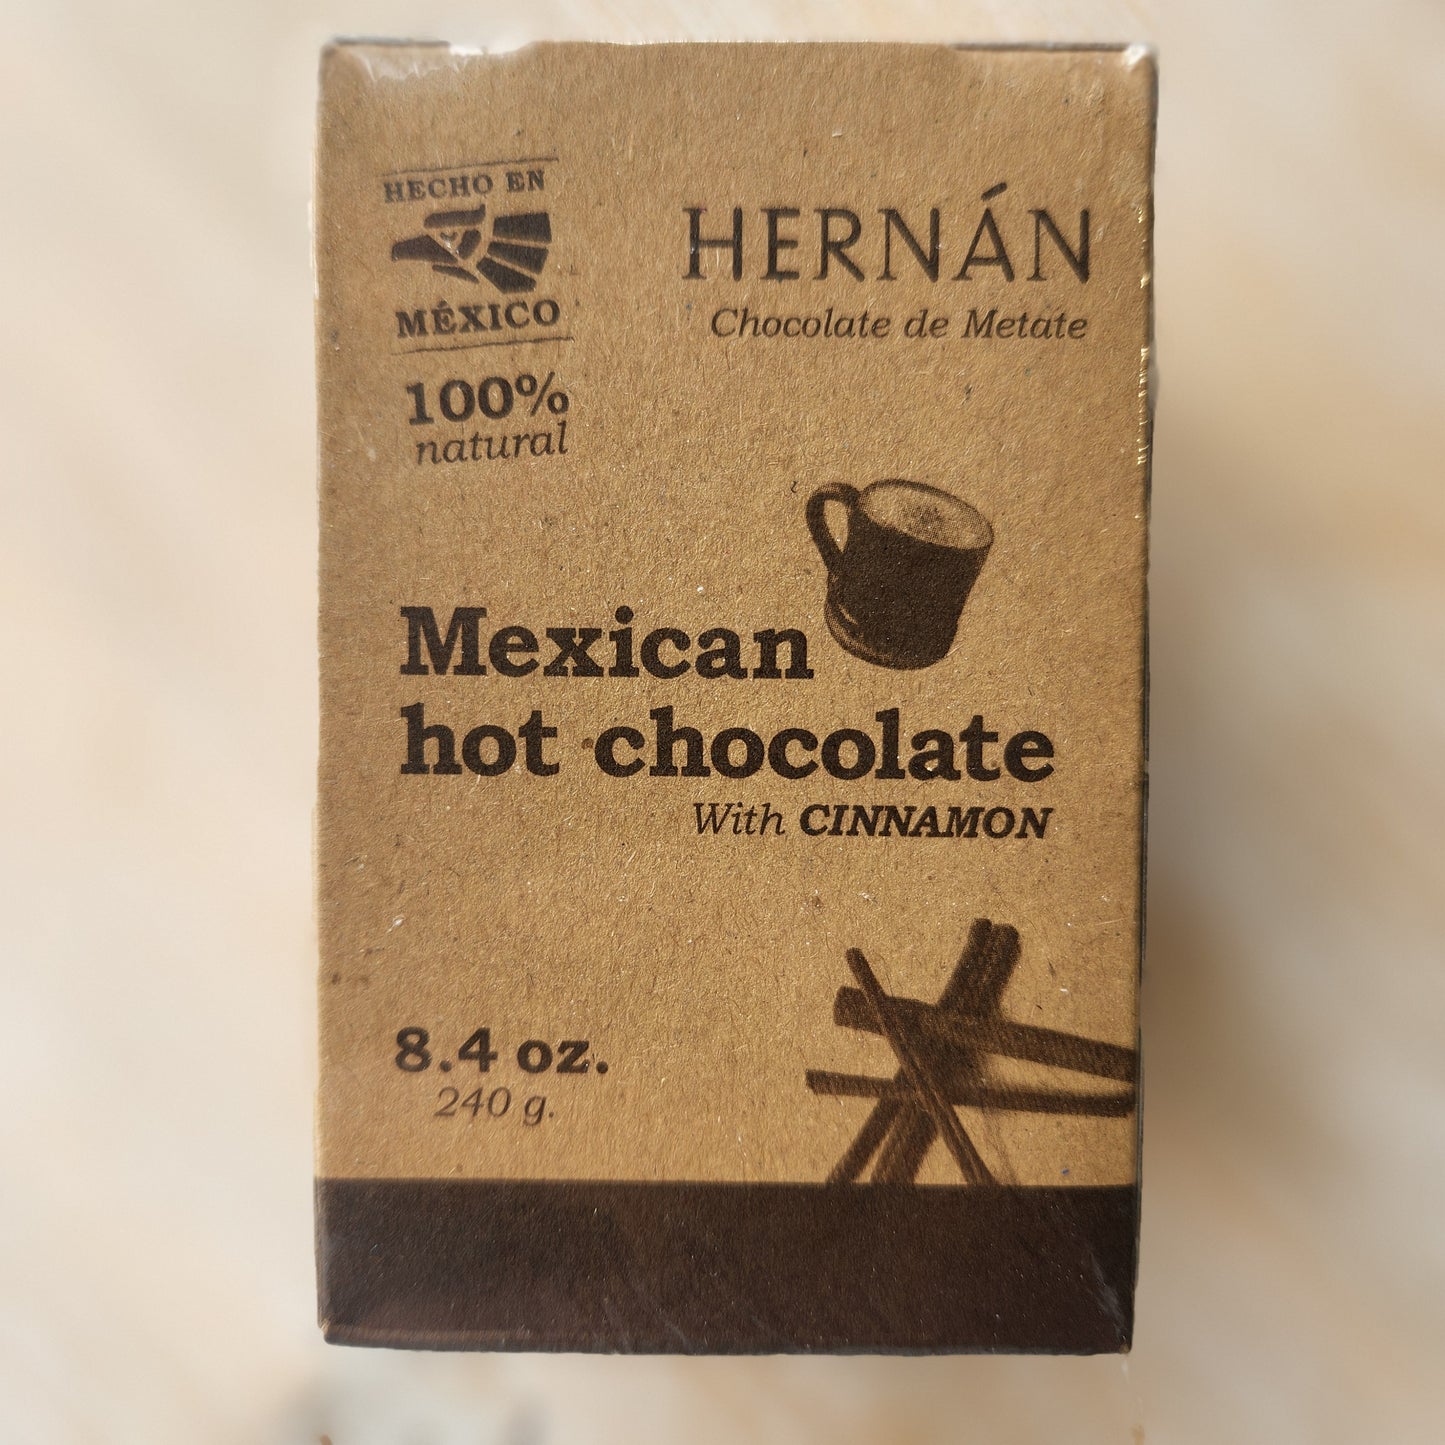 HECHO EN
MÉXICO
100%
natural
HERNÁN
Chocolate de Metate
Mexican
hot chocolate
With CINNAMON
8.4 oz.
240 g.